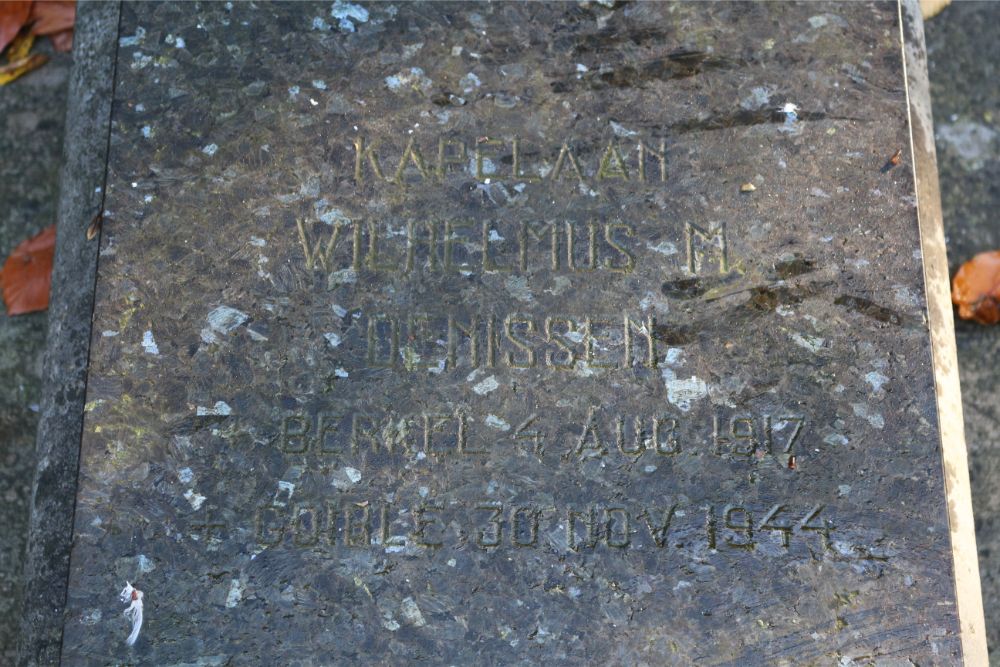 KAPELAAN
WILHELMUS M.
DENISSEN
* BERKEL 4 AUG. 1917
+ GOIRLE 30 NOV. 1944